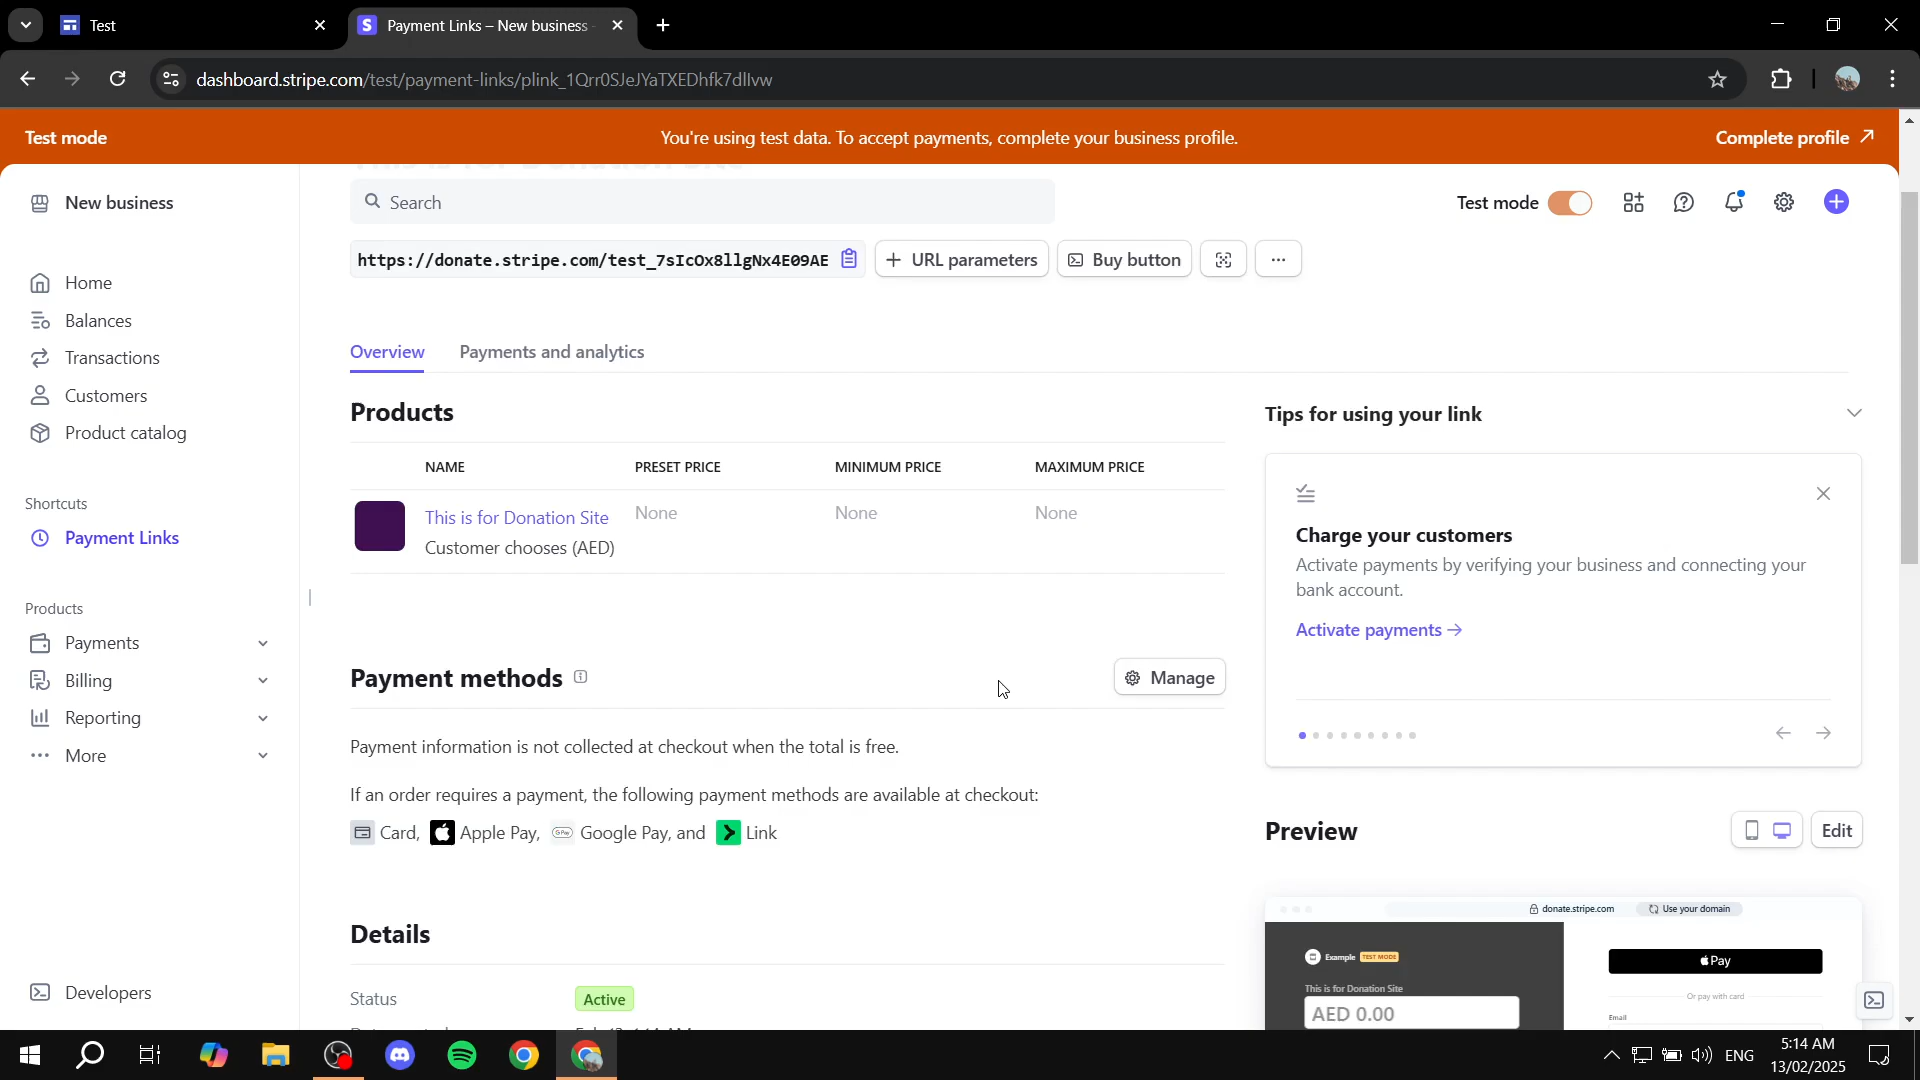 Test
Payment Links – New business
dashboard.stripe.com/test/payment-links/plink_1Qrr0SJeJYaTXEDhfk7dlIvw
Test mode
You're using test data. To accept payments, complete your business profile.
Complete profile
New business
Search
Test mode
https://donate.stripe.com/test_7sIcOx8llgNx4E09AE
URL parameters
Buy button
Home
Balances
Transactions
Customers
Product catalog
Shortcuts
Payment Links
Products
Payments
Billing
Reporting
More
Developers
Overview
Payments and analytics
Products
NAME
PRESET PRICE
MINIMUM PRICE
MAXIMUM PRICE
This is for Donation Site
None
None
None
Customer chooses (AED)
Payment methods
Manage
Payment information is not collected at checkout when the total is free.
If an order requires a payment, the following payment methods are available at checkout:
Card, Apple Pay, Google Pay, and Link
Details
Status
Active
Tips for using your link
Charge your customers
Activate payments by verifying your business and connecting your
bank account.
Activate payments
Preview
Edit
donate.stripe.com
Use your domain
Example TEST MODE
This is for Donation Site
AED 0.00
Pay
Or pay with card
Email
ENG
5:14 AM
13/02/2025